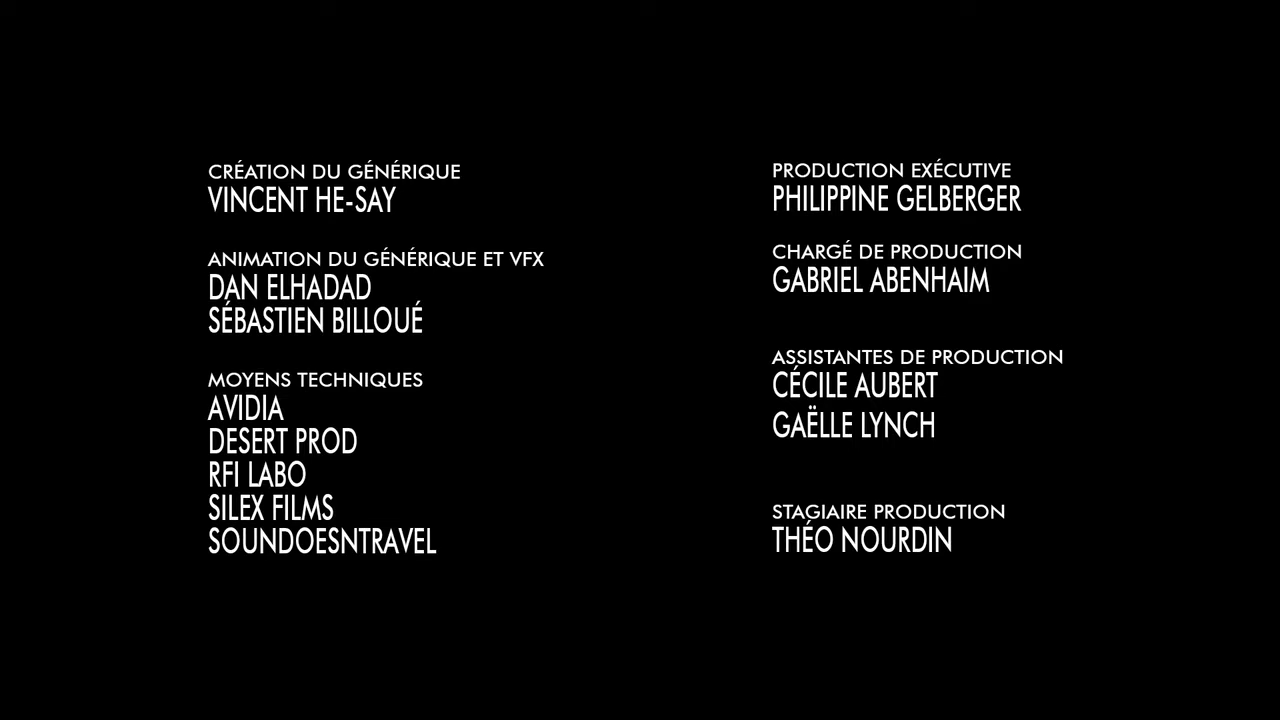 CRÉATION DU GÉNÉRIQUE
VINCENT HE-SAY
ANIMATION DU GÉNÉRIQUE ET VFX
DAN ELHADAD
SÉBASTIEN BILLOUÉ
MOYENS TECHNIQUES
AVIDIA
DESERT PROD
RFI LABO
SILEX FILMS
SOUNDOESNTRAVEL
PRODUCTION EXÉCUTIVE
PHILIPPINE GELBERGER
CHARGÉ DE PRODUCTION
GABRIEL ABENHAIM
ASSISTANTES DE PRODUCTION
CÉCILE AUBERT
GAËLLE LYNCH
STAGIAIRE PRODUCTION
THÉO NOURDIN